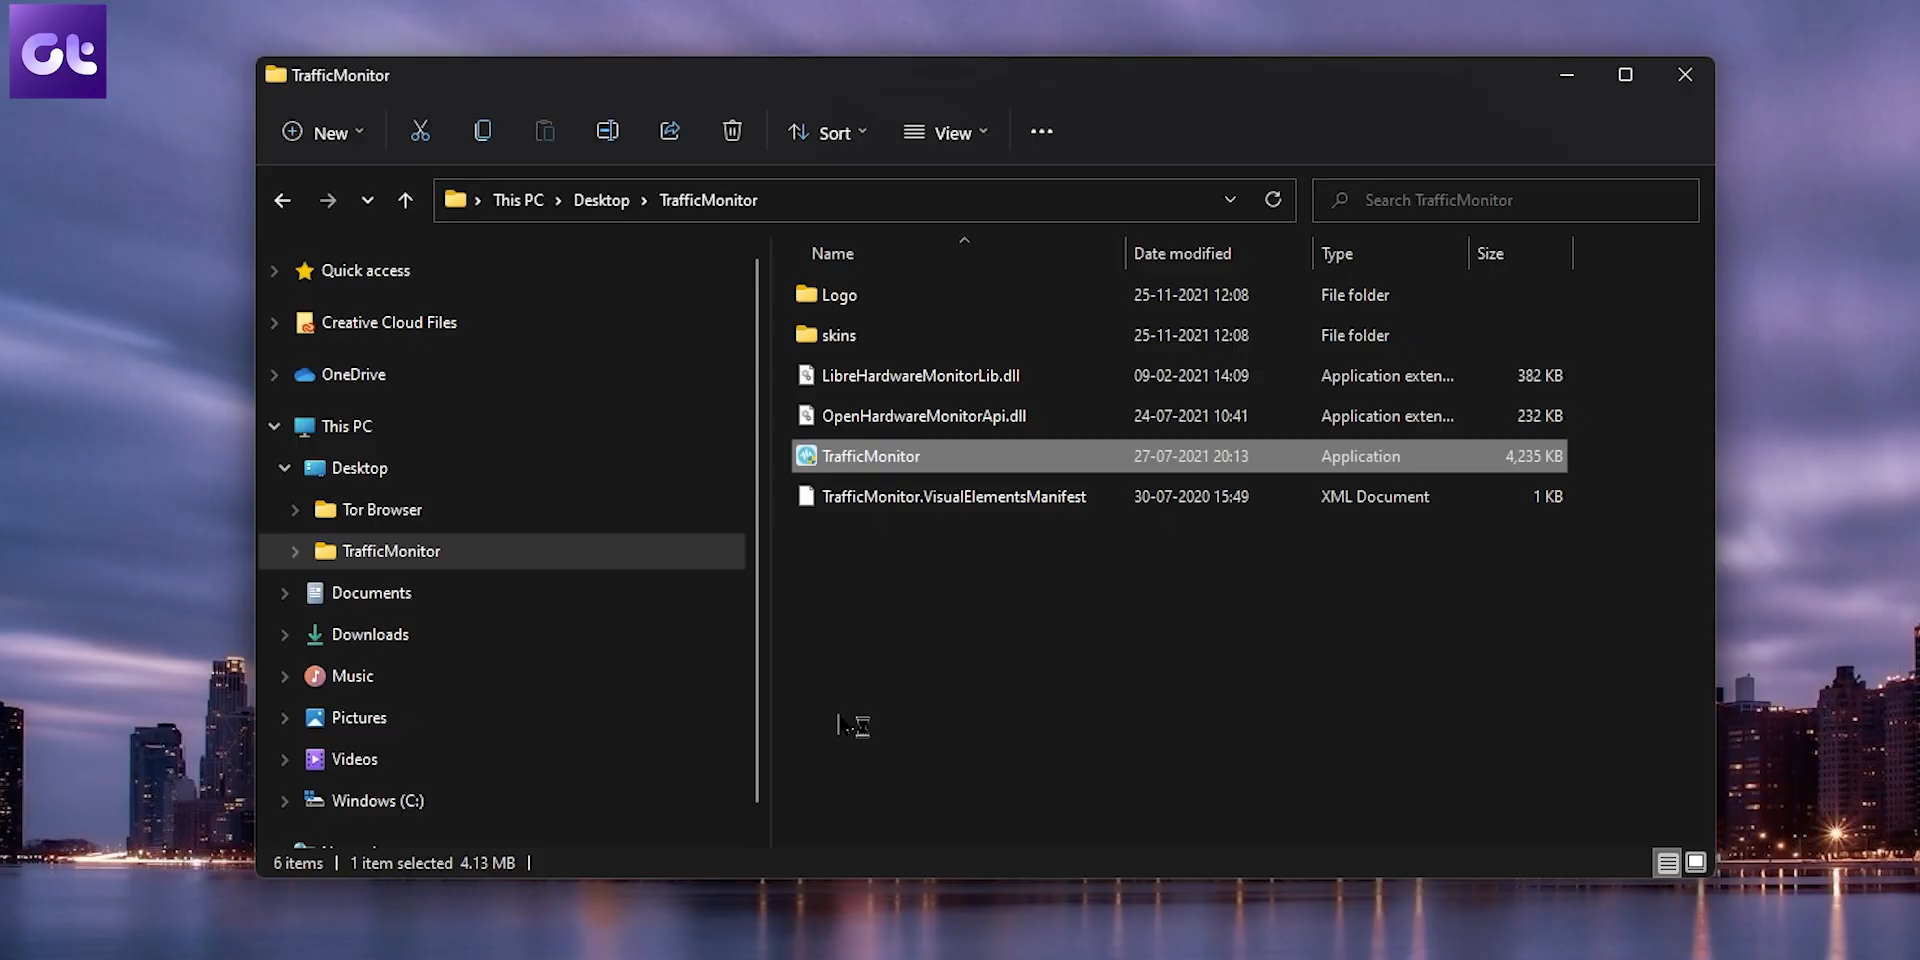 Gt
TrafficMonitor
New
Sort
View
This PC
Desktop
TrafficMonitor
Search TrafficMonitor
Name
Date modified
Type
Size
Quick access
Creative Cloud Files
OneDrive
This PC
Desktop
Tor Browser
TrafficMonitor
Documents
Downloads
Music
Pictures
Videos
Windows (C:)
Logo 25-11-2021 12:08 File folder
skins 25-11-2021 12:08 File folder
LibreHardwareMonitorLib.dll 09-02-2021 14:09 Application exten... 382 KB
OpenHardwareMonitorApi.dll 24-07-2021 10:41 Application exten... 232 KB
TrafficMonitor 27-07-2021 20:13 Application 4,235 KB
TrafficMonitor.VisualElementsManifest 30-07-2020 15:49 XML Document 1 KB
6 items | 1 item selected 4.13 MB |